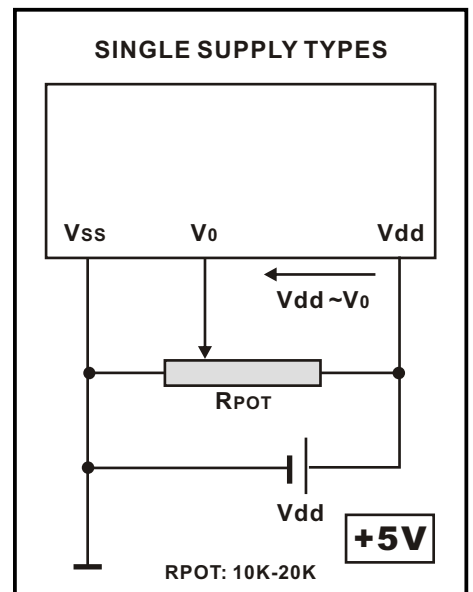 SINGLE SUPPLY TYPES
VSS V0 Vdd
Vdd ~V0
RPOT
Vdd
+5V
RPOT: 10K-20K